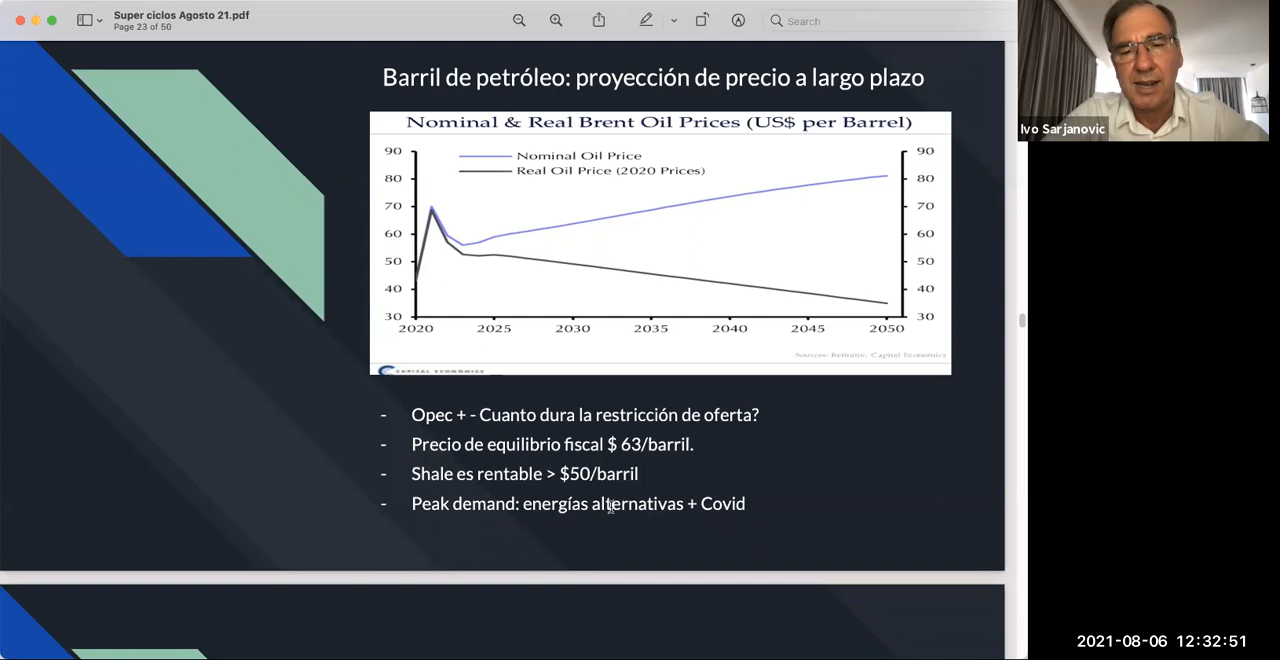 Super ciclos Agosto 21.pdf
Page 23 of 50
Search
Ivo Sarjanovic
Barril de petróleo: proyección de precio a largo plazo
Nominal & Real Brent Oil Prices (US$ per Barrel)
Nominal Oil Price
Real Oil Price (2020 Prices)
90 90
80 80
70 70
60 60
50 50
40 40
30 30
2020 2025 2030 2035 2040 2045 2050
Sources: Refinitiv, Capital Economics
CAPITAL ECONOMICS
- Opec + - Cuanto dura la restricción de oferta?
- Precio de equilibrio fiscal $ 63/barril.
- Shale es rentable > $50/barril
- Peak demand: energías alternativas + Covid
2021-08-06 12:32:51